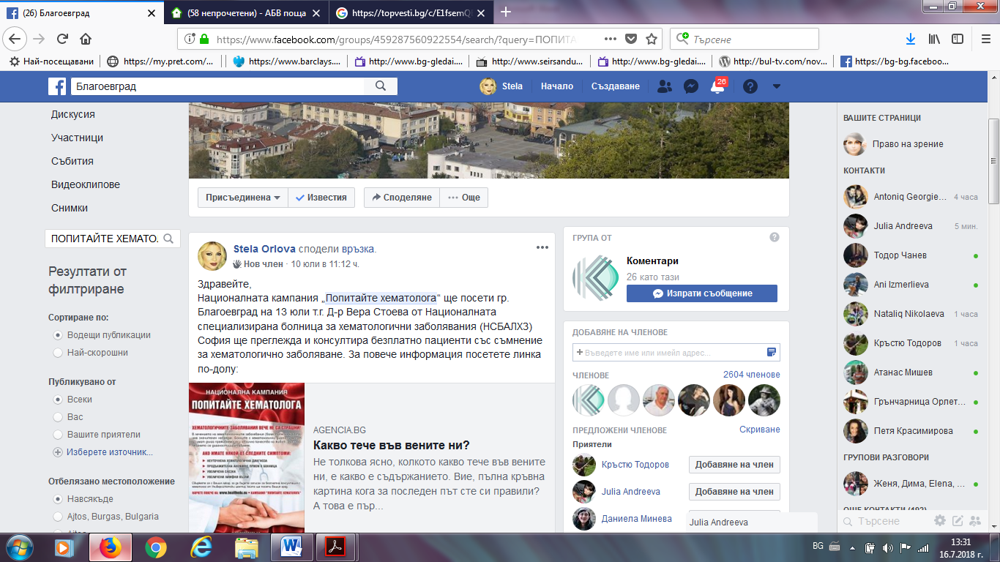 (26) Благоевград
(58 непрочетени) - АБВ поща
https://topvesti.bg/c/E1fsemQ
https://www.facebook.com/groups/459287560922554/search/?query=ПОПИТА
Търсене
Най-посещавани
https://my.pret.com/...
https://www.barclays....
http://www.bg-gledai....
http://www.seirsandu...
http://www.bg-gledai....
http://bul-tv.com/nov...
https://bg-bg.faceboo...
Благоевград
Stela
Начало
Създаване
26
Дискусия
Участници
Събития
Видеоклипове
Снимки
ПОПИТАЙТЕ ХЕМАТО.
Резултати от
филтриране
Сортиране по:
Водещи публикации
Най-скорошни
Публикувано от
Всеки
Вас
Вашите приятели
Изберете източник...
Отбелязано местоположение
Навсякъде
Ajtos, Burgas, Bulgaria
Присъединена
Известия
Споделяне
Още
Stela Orlova сподели връзка.
Нов член · 10 юли в 11:12 ч.
Здравейте,
Националната кампания „Попитайте хематолога“ ще посети гр.
Благоевград на 13 юли т.г. Д-р Вера Стоева от Националната
специализирана болница за хематологични заболявания (НСБАЛХЗ)
София ще преглежда и консултира безплатно пациенти със съмнение
за хематологично заболяване. За повече информация посетете линка
по-долу:
НАЦИОНАЛНА КАМПАНИЯ
ПОПИТАЙТЕ ХЕМАТОЛОГА
ХЕМАТОЛОГИЧНИТЕ ЗАБОЛЯВАНИЯ ВЕЧЕ НЕ СА СТРАШНИ
АКО ИМАТЕ НЯКОЙ ОТ СЛЕДНИТЕ СИМПТОМИ:
AGENCIA.BG
Какво тече във вените ни?
Не толкова ясно, колкото какво тече във вените
ни, е какво е съдържанието. Вие, пълна кръвна
картина кога за последен път сте си правили?
А това е пър...
ГРУПА ОТ
Коментари
26 като тази
Изпрати съобщение
ДОБАВЯНЕ НА ЧЛЕНОВЕ
Въведете име или имейл адрес...
ЧЛЕНОВЕ
2604 членове
ПРЕДЛОЖЕНИ ЧЛЕНОВЕ
Скриване
Приятели
Кръстю Тодоров
Добавяне на член
Julia Andreeva
Добавяне на член
Даниела Минева
Julia Andreeva
ВАШИТЕ СТРАНИЦИ
Право на зрение
КОНТАКТИ
Antoniq Georgie... 4 часа
Julia Andreeva 5 мин.
Тодор Чанев
Ani Izmerlieva
Nataliq Nikolaeva 1 часа
Кръстю Тодоров 1 часа
Атанас Мишев
Грънчарница Орлет...
Петя Красимирова
ГРУПОВИ РАЗГОВОРИ
Женя, Дима, Elena, ...
ОЩЕ КОНТАКТИ (493)
Търсене
BG
13:31
16.7.2018 г.